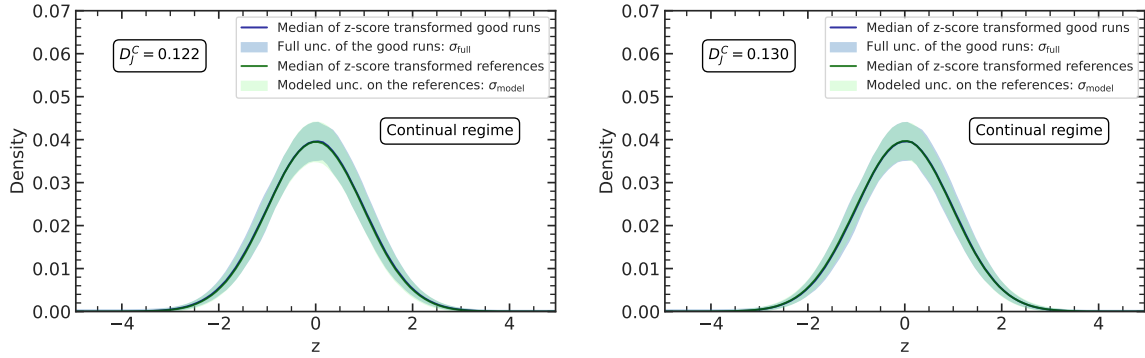 0.07
0.06
0.05
0.04
0.03
0.02
0.01
0.00
Density
−4
−2
0
2
4
z
D_J^C = 0.122
Median of z-score transformed good runs
Full unc. of the good runs: σ_full
Median of z-score transformed references
Modeled unc. on the references: σ_model
Continual regime
0.07
0.06
0.05
0.04
0.03
0.02
0.01
0.00
Density
−4
−2
0
2
4
z
D_J^C = 0.130
Median of z-score transformed good runs
Full unc. of the good runs: σ_full
Median of z-score transformed references
Modeled unc. on the references: σ_model
Continual regime